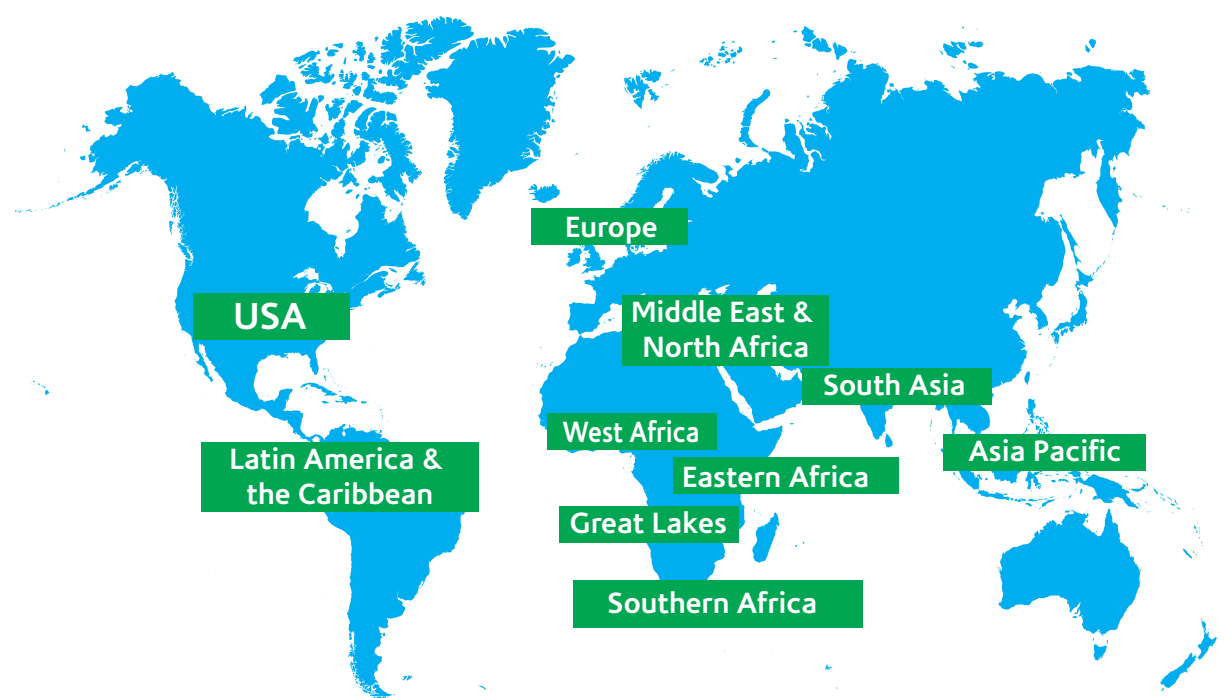 Europe
USA
Middle East &
North Africa
South Asia
West Africa
Latin America &
the Caribbean
Asia Pacific
Eastern Africa
Great Lakes
Southern Africa